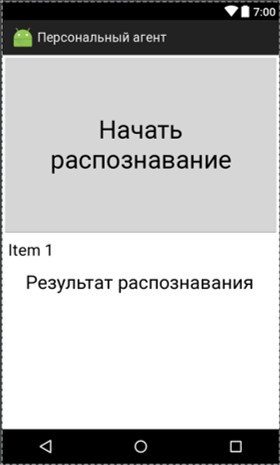 7:00
Персональный агент
Начать
распознавание
Item 1
Результат распознавания